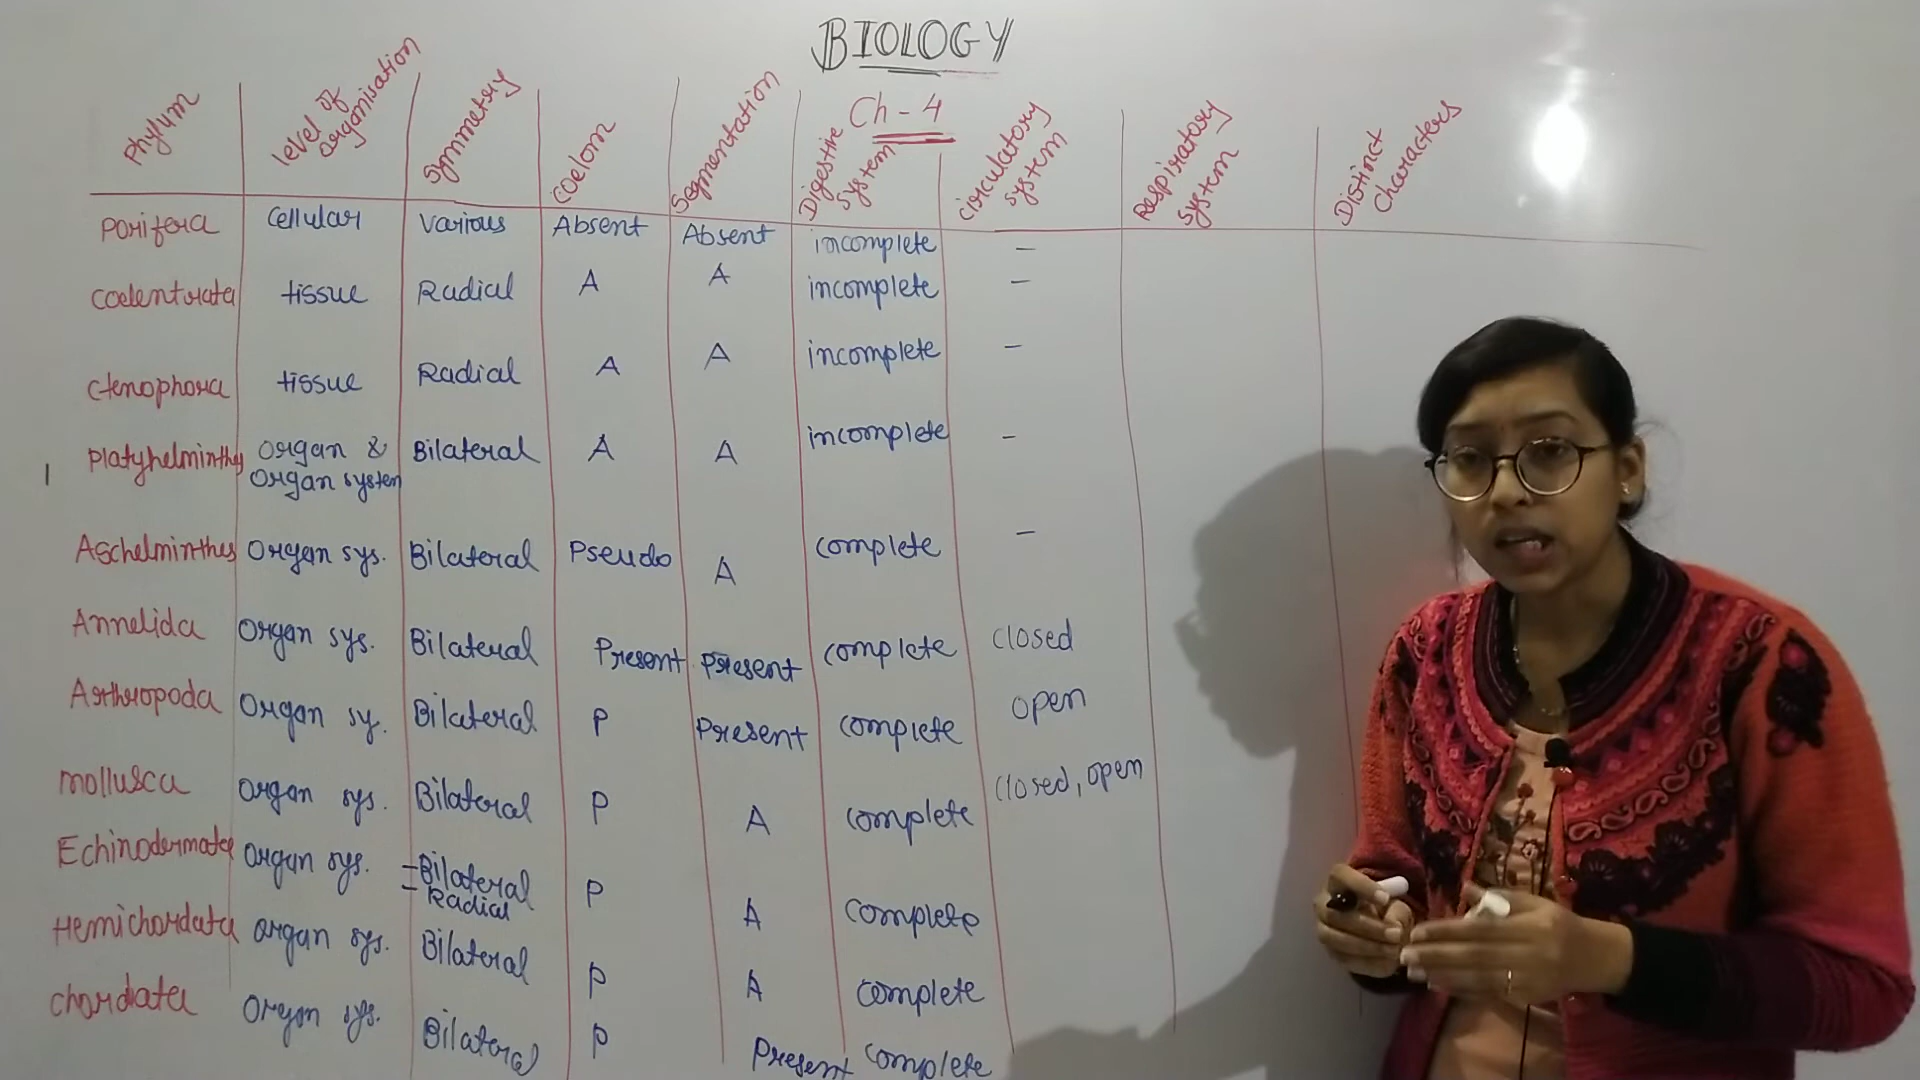 BIOLOGY
Ch - 4
Phylum level of organisation Symmetry Coelom Segmentation Digestive System Circulatory system Respiratory System Distinct Characters
Porifera Cellular Various Absent Absent incomplete –
Coelentrata tissue Radial A A incomplete –
Ctenophora tissue Radial A A incomplete –
Platyhelminthy organ & organ system Bilateral A A incomplete –
Aschelminthes Organ sys. Bilateral Pseudo A complete –
Annelida Organ sys. Bilateral Present Present complete closed
Arthropoda Organ sy. Bilateral P Present complete open
mollusca organ sys. Bilateral P A complete closed, open
Echinodermata organ sys. - Bilateral - Radial P A complete
Hemichordata organ sys. Bilateral P A complete
Chordata Organ sys. Bilateral P Present complete